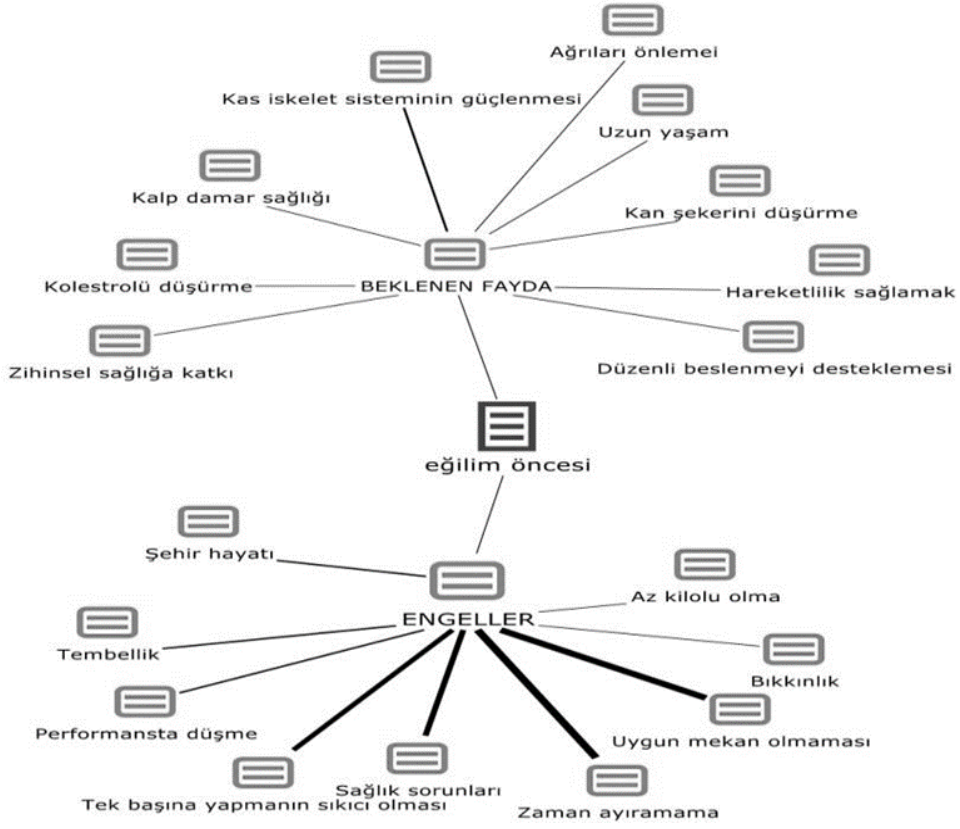 Ağrıları önlemei
Kas iskelet sisteminin güçlenmesi
Uzun yaşam
Kalp damar sağlığı
Kan şekerini düşürme
Kolestrolü düşürme
BEKLENEN FAYDA
Hareketlilik sağlamak
Zihinsel sağlığa katkı
Düzenli beslenmeyi desteklemesi
eğilim öncesi
Şehir hayatı
Az kilolu olma
ENGELLER
Tembellik
Bıkkınlık
Performansta düşme
Uygun mekan olmaması
Sağlık sorunları
Tek başına yapmanın sıkıcı olması
Zaman ayıramama